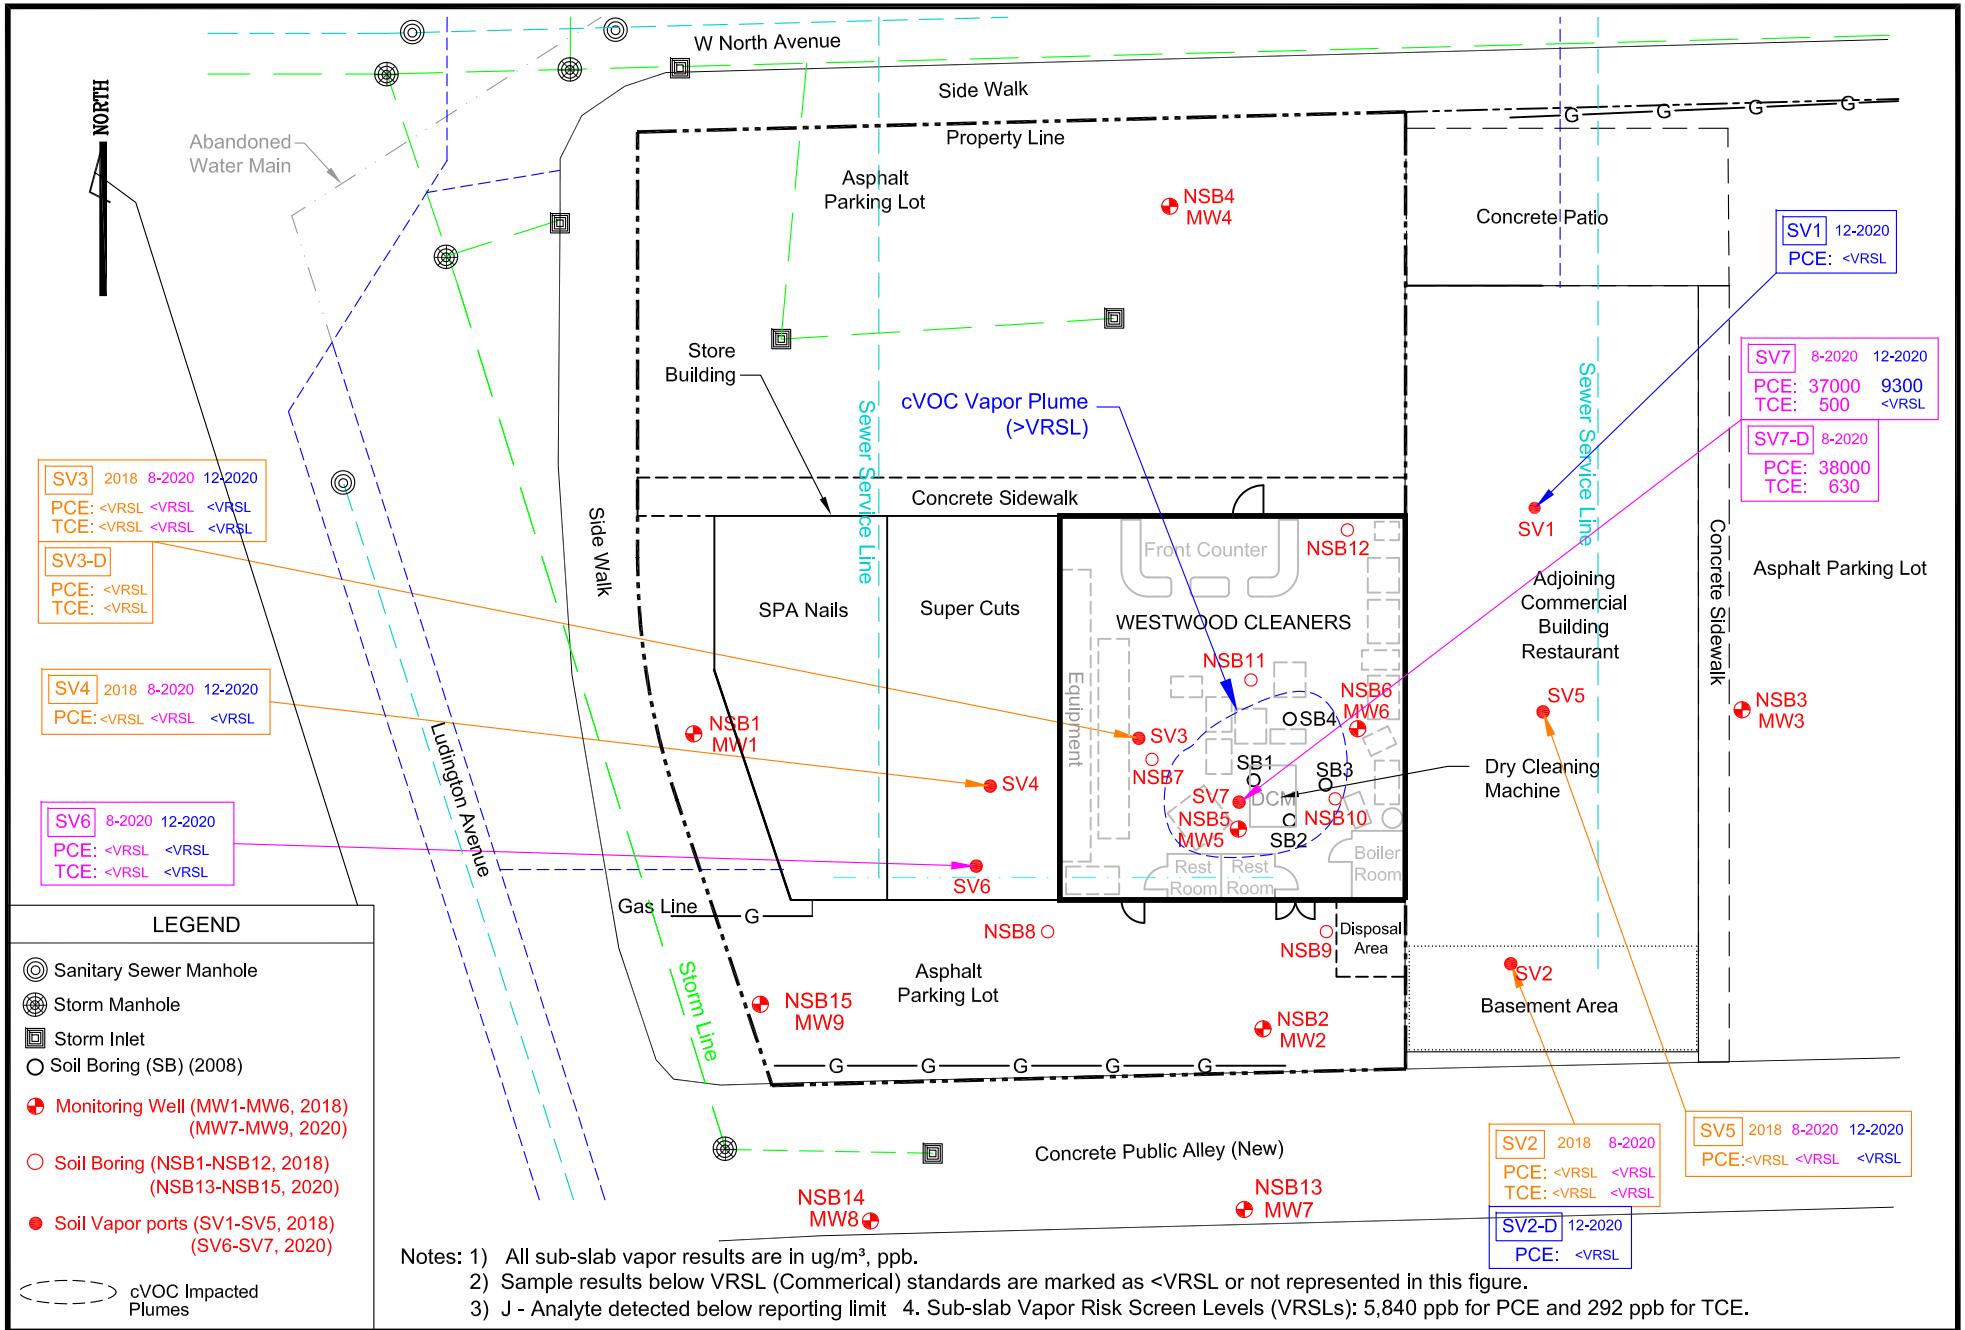 W North Avenue
Side Walk
Property Line
NORTH
Abandoned
Water Main
Asphalt
Parking Lot
NSB4
MW4
Concrete Patio
G G G G
SV1 12-2020
PCE: <VRSL
Store
Building
cVOC Vapor Plume
(>VRSL)
Sewer Service Line
Sewer Service Line
SV7 8-2020 12-2020
PCE: 37000 9300
TCE: 500 <VRSL
SV7-D 8-2020
PCE: 38000
TCE: 630
SV3 2018 8-2020 12-2020
PCE: <VRSL <VRSL <VRSL
TCE: <VRSL <VRSL <VRSL
SV3-D
PCE: <VRSL
TCE: <VRSL
Side Walk
Concrete Sidewalk
SV1
Front Counter
NSB12
Concrete Sidewalk
Asphalt Parking Lot
Adjoining
Commercial
Building
Restaurant
SPA Nails
Super Cuts
WESTWOOD CLEANERS
SV4 2018 8-2020 12-2020
PCE: <VRSL <VRSL <VRSL
NSB11
Equipment
NSB6
MW6
SV5
NSB3
MW3
NSB1
MW1
SB4
SV3
NSB7
SB1
SB3
Dry Cleaning
Machine
SV4
SV7
DCM
NSB5
MW5
NSB10
SB2
Ludington Avenue
SV6 8-2020 12-2020
PCE: <VRSL <VRSL
TCE: <VRSL <VRSL
SV6
Rest
Room
Rest
Room
Boiler
Room
Gas Line
G
NSB8
NSB9
Disposal
Area
Asphalt
Parking Lot
SV2
Basement Area
Storm Line
NSB15
MW9
NSB2
MW2
G G G G G
LEGEND
Sanitary Sewer Manhole
Storm Manhole
Storm Inlet
Soil Boring (SB) (2008)
Monitoring Well (MW1-MW6, 2018)
(MW7-MW9, 2020)
Soil Boring (NSB1-NSB12, 2018)
(NSB13-NSB15, 2020)
Soil Vapor ports (SV1-SV5, 2018)
(SV6-SV7, 2020)
cVOC Impacted
Plumes
Concrete Public Alley (New)
NSB14
MW8
NSB13
MW7
SV2 2018 8-2020
PCE: <VRSL <VRSL
TCE: <VRSL <VRSL
SV2-D 12-2020
PCE: <VRSL
SV5 2018 8-2020 12-2020
PCE:<VRSL <VRSL <VRSL
Notes: 1) All sub-slab vapor results are in ug/m³, ppb.
2) Sample results below VRSL (Commerical) standards are marked as <VRSL or not represented in this figure.
3) J - Analyte detected below reporting limit 4. Sub-slab Vapor Risk Screen Levels (VRSLs): 5,840 ppb for PCE and 292 ppb for TCE.